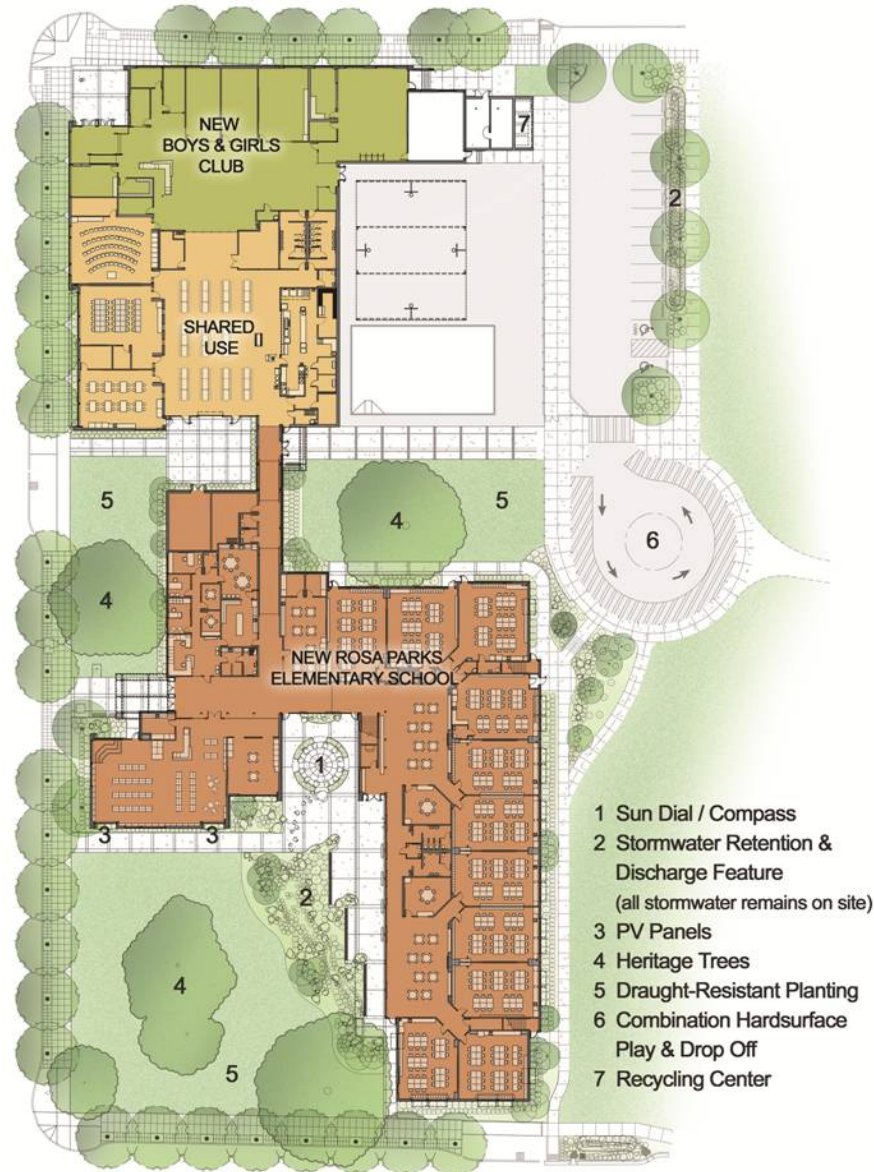 NEW
BOYS & GIRLS
CLUB
7
2
SHARED
USE
5
4
5
6
4
NEW ROSA PARKS
ELEMENTARY SCHOOL
1
3
3
2
4
5
1 Sun Dial / Compass
2 Stormwater Retention &
Discharge Feature
(all stormwater remains on site)
3 PV Panels
4 Heritage Trees
5 Draught-Resistant Planting
6 Combination Hardsurface
Play & Drop Off
7 Recycling Center